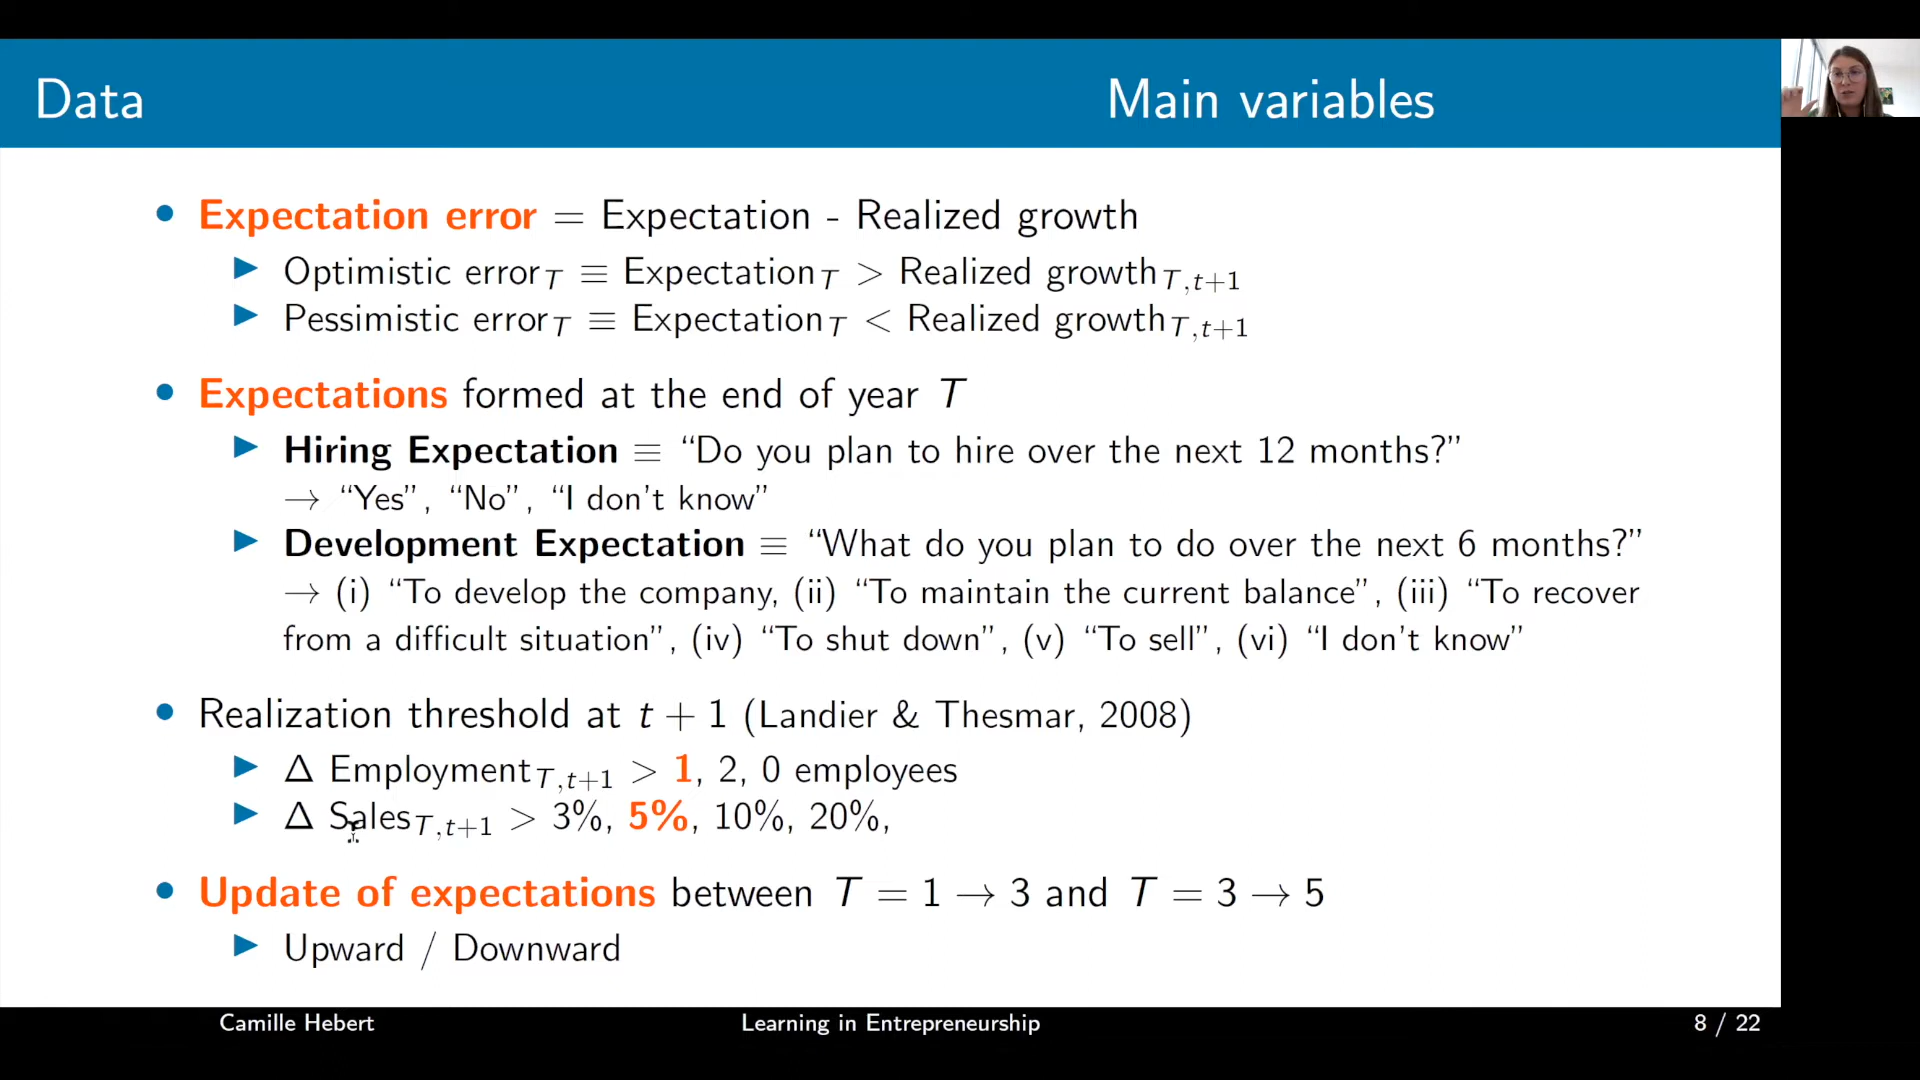 Data Main variables
• Expectation error = Expectation - Realized growth
▶ Optimistic error_T ≡ Expectation_T > Realized growth_T,t+1
▶ Pessimistic error_T ≡ Expectation_T < Realized growth_T,t+1
• Expectations formed at the end of year T
▶ Hiring Expectation ≡ “Do you plan to hire over the next 12 months?”
→ “Yes”, “No”, “I don't know”
▶ Development Expectation ≡ “What do you plan to do over the next 6 months?”
→ (i) “To develop the company, (ii) “To maintain the current balance”, (iii) “To recover
from a difficult situation”, (iv) “To shut down”, (v) “To sell”, (vi) “I don't know”
• Realization threshold at t + 1 (Landier & Thesmar, 2008)
▶ Δ Employment_T,t+1 > 1, 2, 0 employees
▶ Δ Sales_T,t+1 > 3%, 5%, 10%, 20%,
• Update of expectations between T = 1 → 3 and T = 3 → 5
▶ Upward / Downward
Camille Hebert Learning in Entrepreneurship 8 / 22